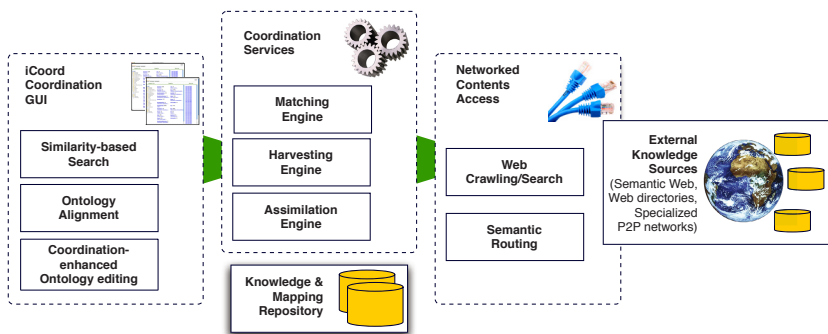 iCoord
Coordination
GUI
Similarity-based
Search
Ontology
Alignment
Coordination-
enhanced
Ontology editing
Coordination
Services
Matching
Engine
Harvesting
Engine
Assimilation
Engine
Knowledge &
Mapping
Repository
Networked
Contents
Access
Web
Crawling/Search
Semantic
Routing
External
Knowledge
Sources
(Semantic Web,
Web directories,
Specialized
P2P networks)